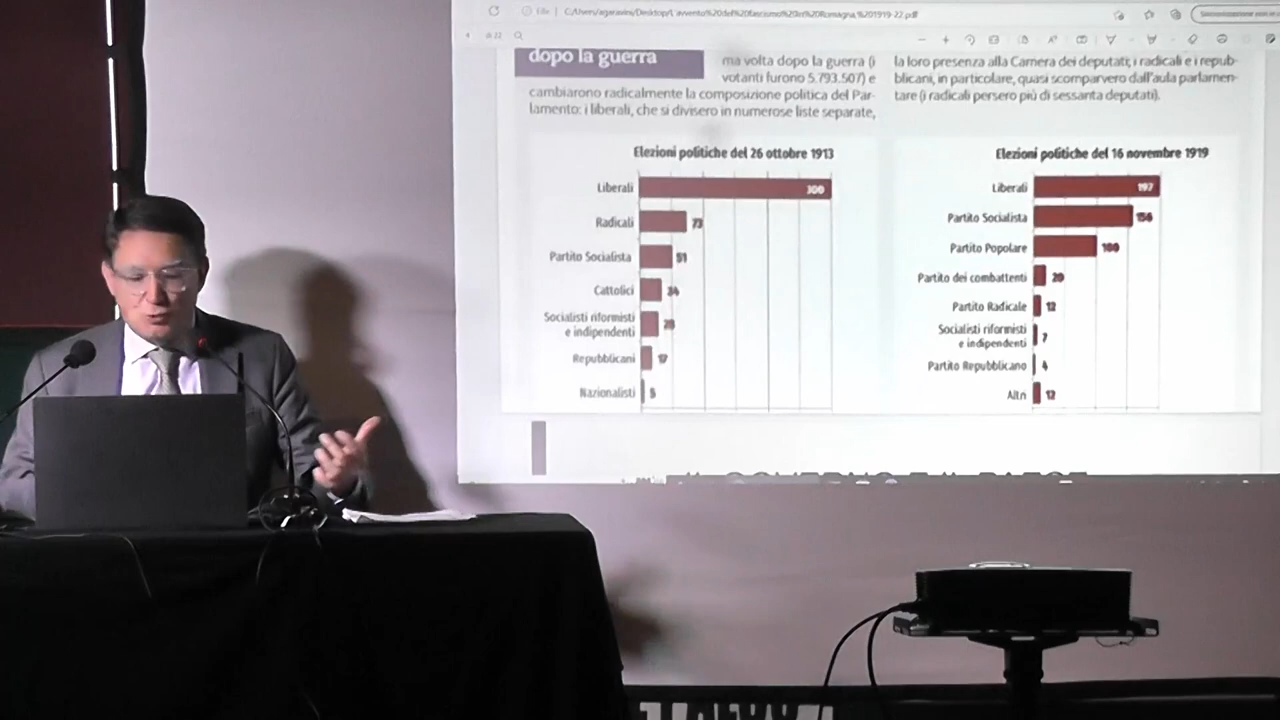 File | C:/Users/agarasini/Desktop/L'avvento%20del%20fascismo%20in%20Romagna,%201919-22.pdf
4 di 22
dopo la guerra
ma volta dopo la guerra (i
votanti furono 5.793.507) e
cambiarono radicalmente la composizione politica del Par-
lamento: i liberali, che si divisero in numerose liste separate,
la loro presenza alla Camera dei deputati; i radicali e i repub-
blicani, in particolare, quasi scomparvero dall'aula parlamen-
tare (i radicali persero più di sessanta deputati).
Elezioni politiche del 26 ottobre 1913
Liberali 300
Radicali 73
Partito Socialista 51
Cattolici 34
Socialisti riformisti
e indipendenti 28
Repubblicani 17
Nazionalisti 5
Elezioni politiche del 16 novembre 1919
Liberali 197
Partito Socialista 156
Partito Popolare 100
Partito dei combattenti 20
Partito Radicale 12
Socialisti riformisti
e indipendenti 7
Partito Repubblicano 4
Altri 12